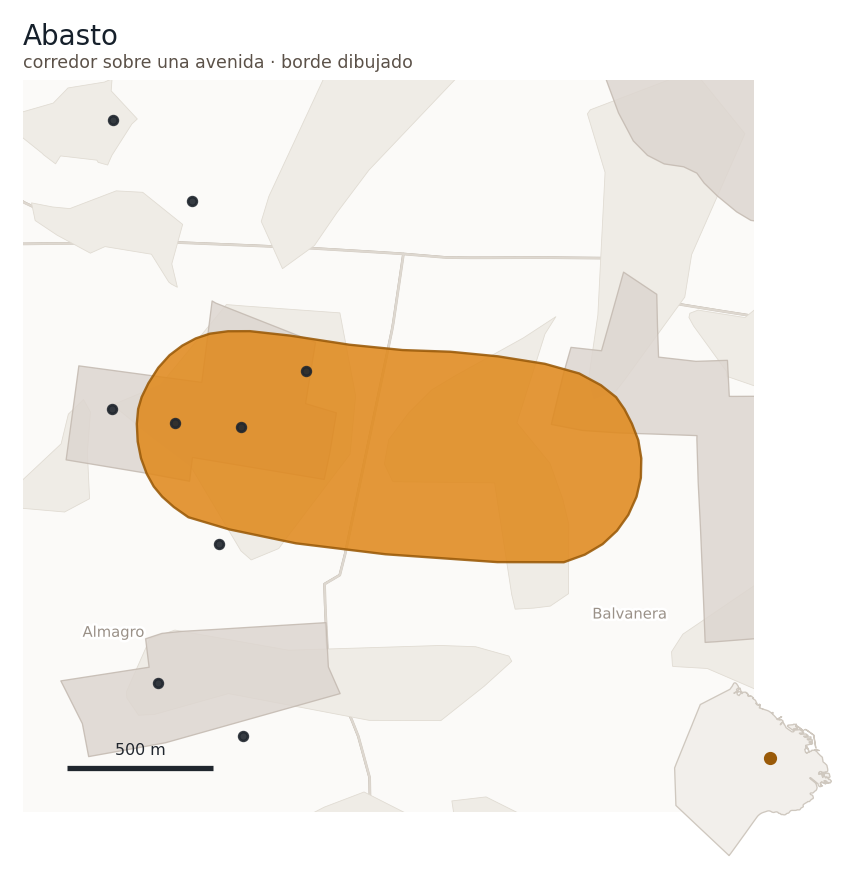 Abasto
corredor sobre una avenida · borde dibujado
Balvanera
Almagro
500 m